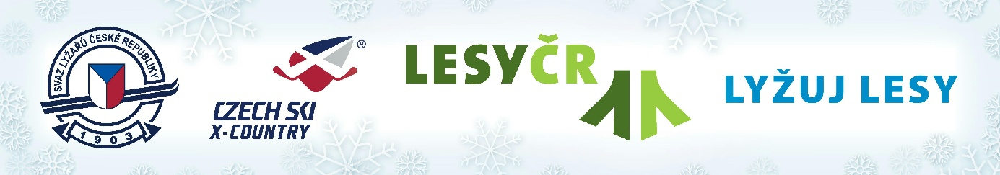 SVAZ LYŽAŘŮ ČESKÉ REPUBLIKY
1903
®
CZECH SKI
X-COUNTRY
LESYČR
LYŽUJ LESY